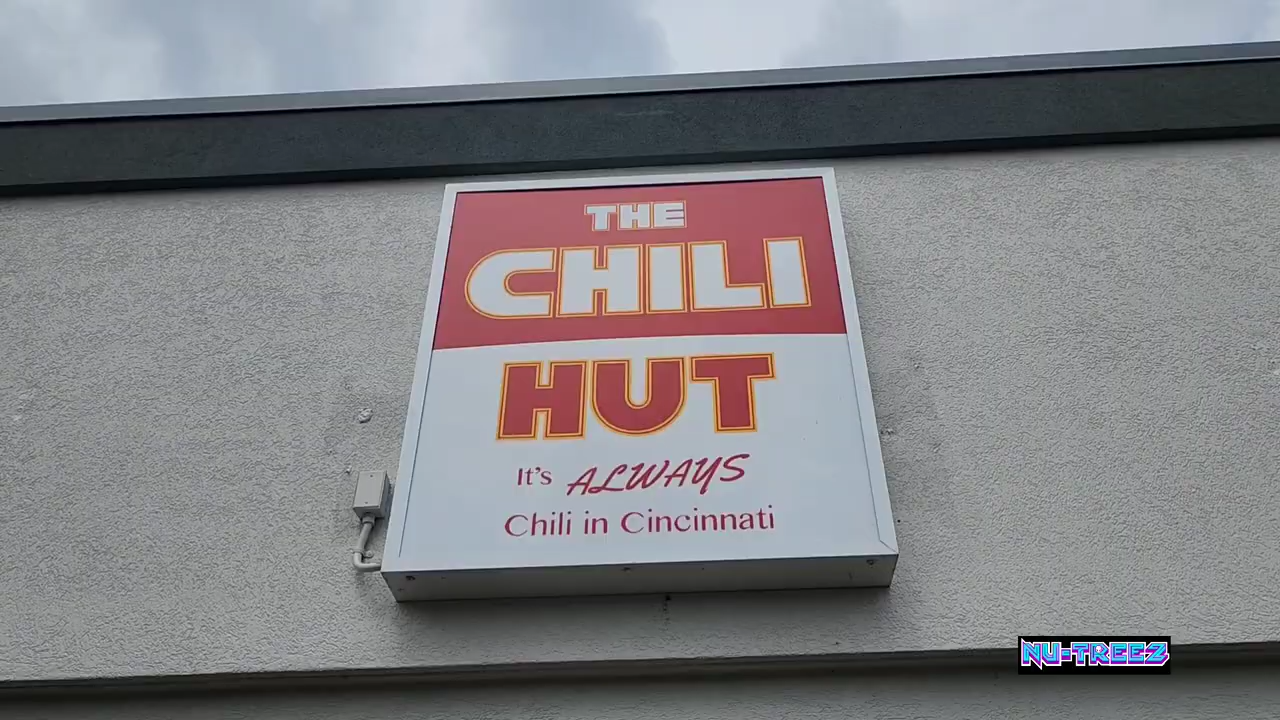 THE
CHILI
HUT
It's ALWAYS
Chili in Cincinnati
NU-TREEZ